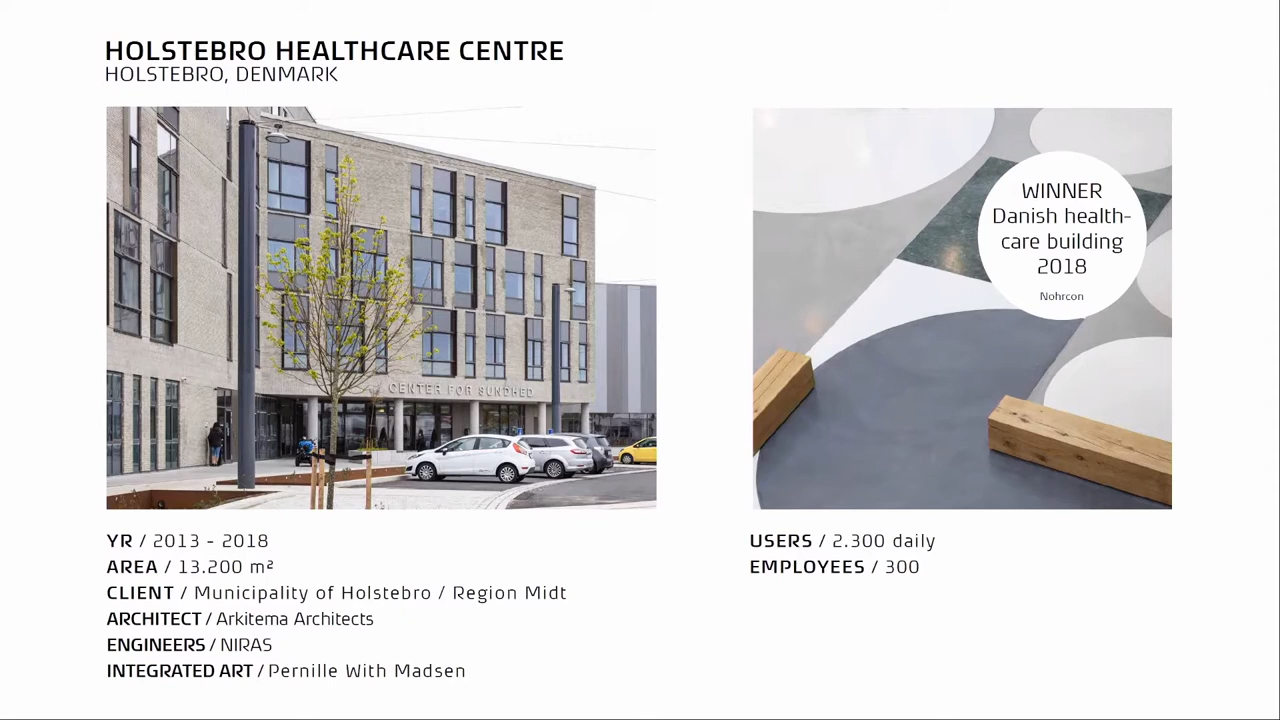 HOLSTEBRO HEALTHCARE CENTRE
HOLSTEBRO, DENMARK
CENTER FOR SUNDHED
WINNER
Danish health-
care building
2018
Nohrcon
YR / 2013 - 2018
AREA / 13.200 m²
CLIENT / Municipality of Holstebro / Region Midt
ARCHITECT / Arkitema Architects
ENGINEERS / NIRAS
INTEGRATED ART / Pernille With Madsen
USERS / 2.300 daily
EMPLOYEES / 300